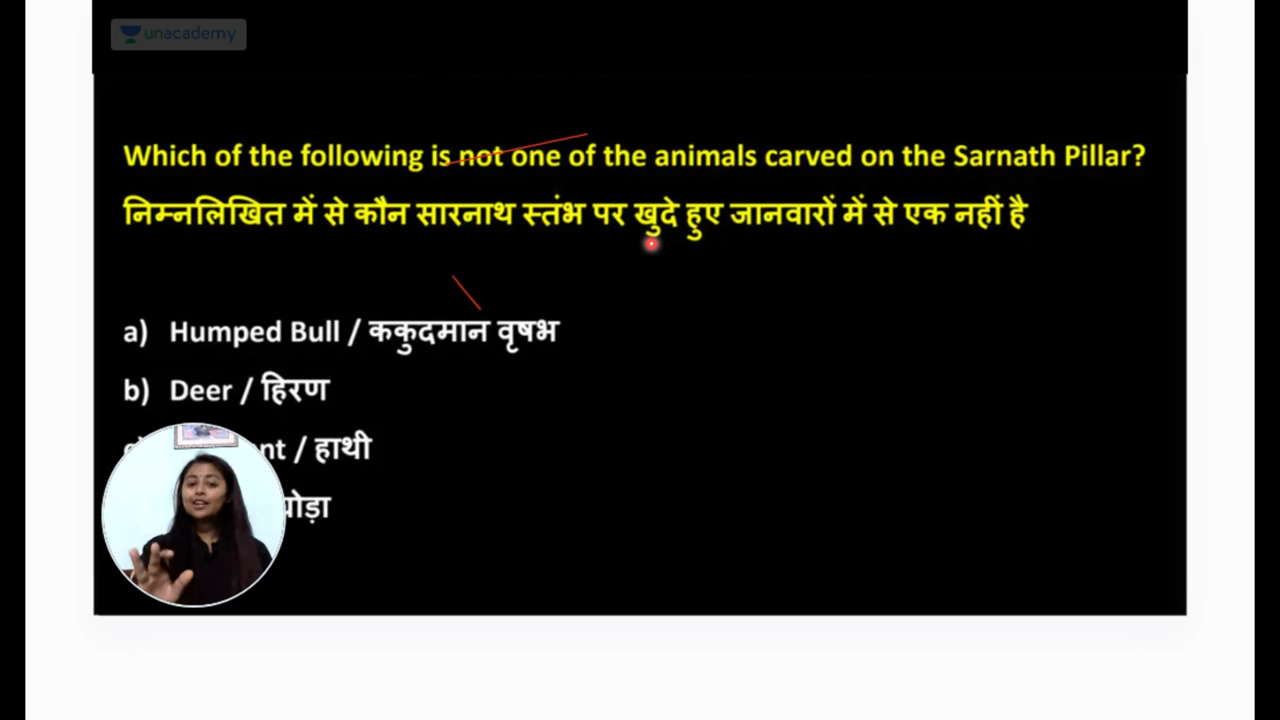 unacademy
Which of the following is not one of the animals carved on the Sarnath Pillar?
निम्नलिखित में से कौन सारनाथ स्तंभ पर खुदे हुए जानवारों में से एक नहीं है
a) Humped Bull / ककुदमान वृषभ
b) Deer / हिरण
/ हाथी